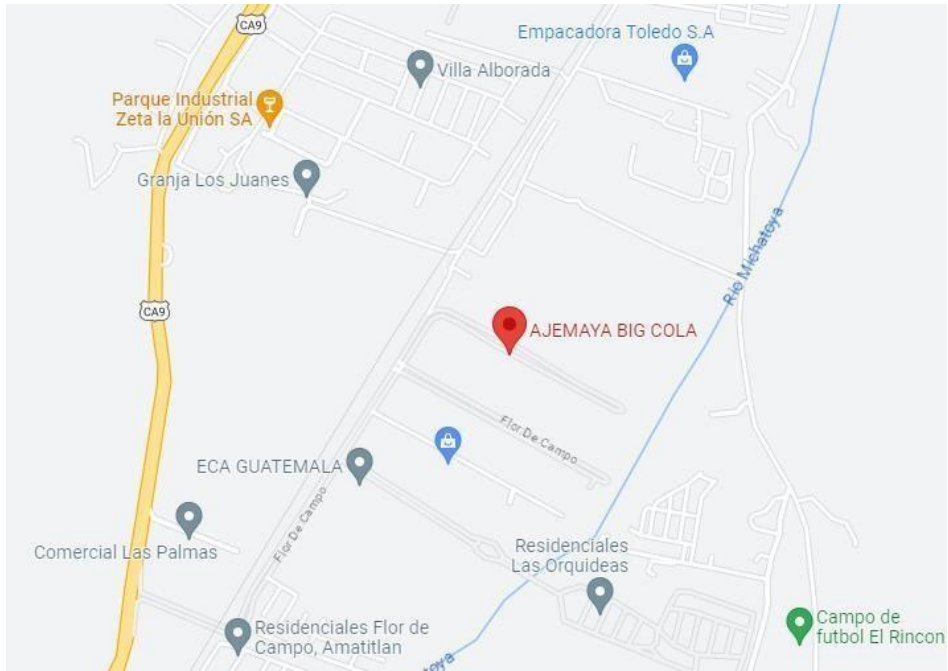 CA9
Empacadora Toledo S.A
Villa Alborada
Parque Industrial
Zeta la Unión SA
Granja Los Juanes
Rio Michatoya
CA9
AJEMAYA BIG COLA
Flor De Campo
ECA GUATEMALA
Flor De Campo
Comercial Las Palmas
Residenciales
Las Orquideas
Campo de
futbol El Rincon
Residenciales Flor de
Campo, Amatitlan
toya